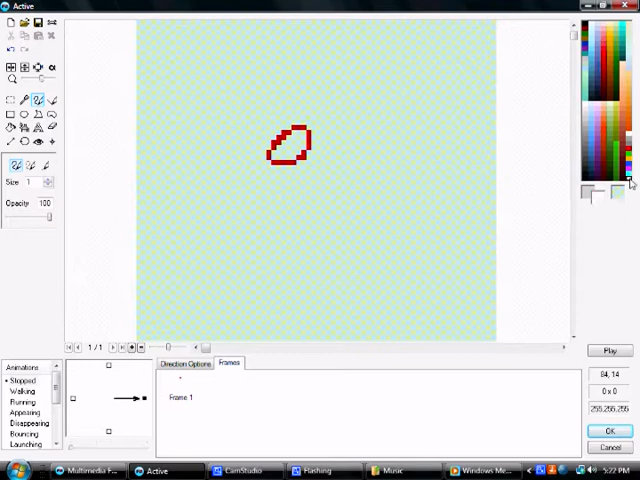 Active
Size 1
Opacity 100
1 / 1
Animations
Stopped
Walking
Running
Appearing
Disappearing
Bouncing
Launching
Direction Options
Frames
Frame 1
Play
84, 14
0 x 0
255,255,255
OK
Cancel
Multimedia F...
Active
CamStudio
Flashing
Music
Windows Me...
5:22 PM